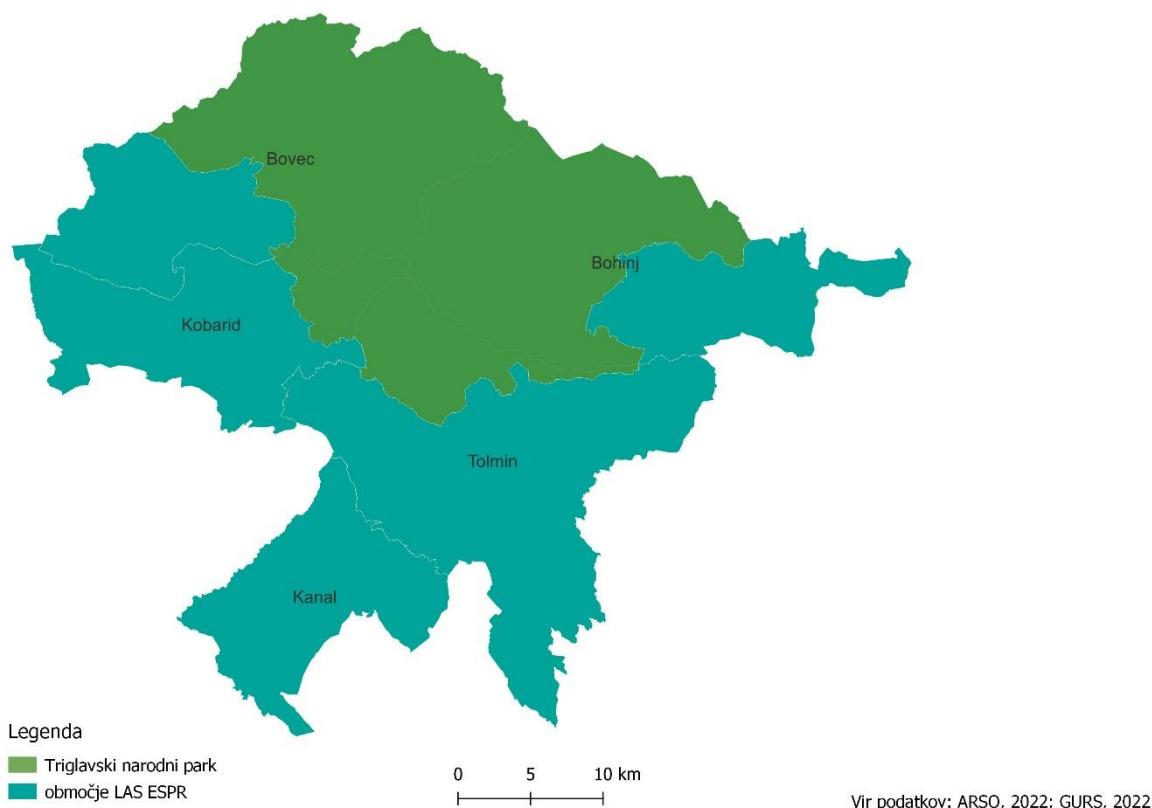 Bovec
Bohinj
Kobarid
Tolmin
Kanal
Legenda
Triglavski narodni park
območje LAS ESPR
0 5 10 km
Vir podatkov: ARSO, 2022; GURS, 2022